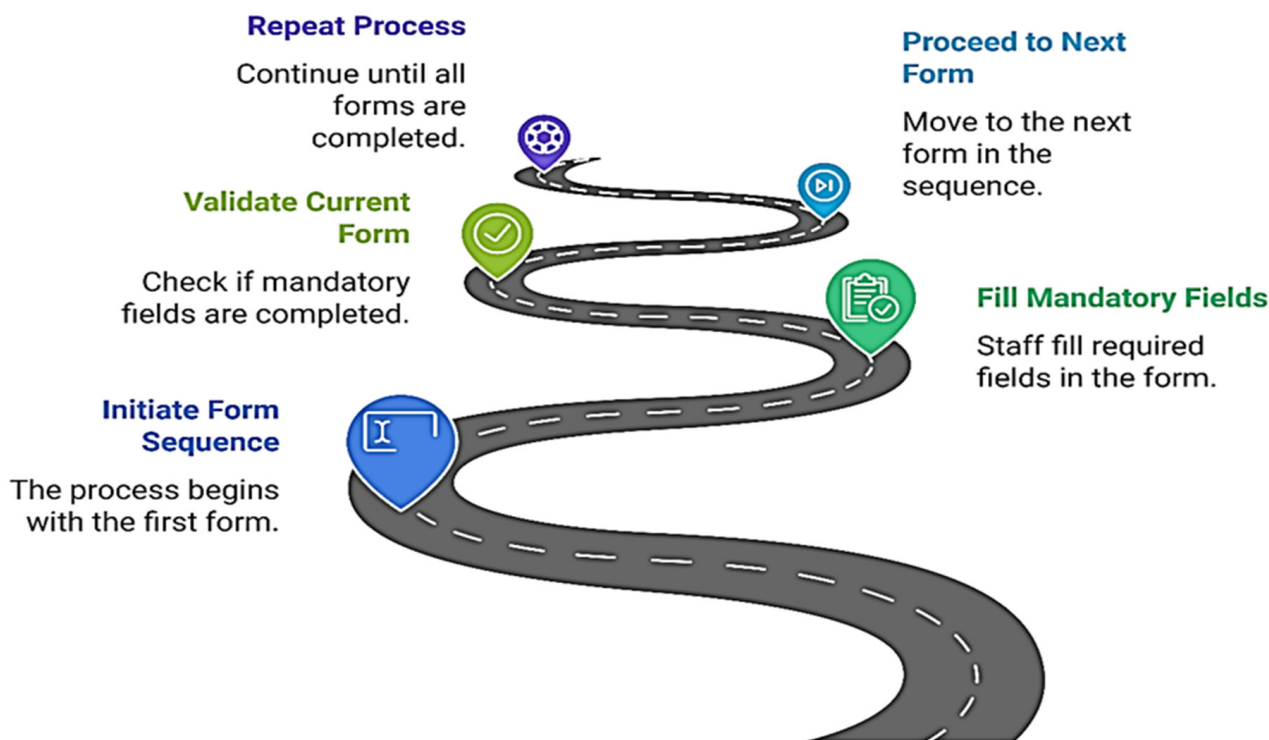 Repeat Process
Continue until all
forms are
completed.
Proceed to Next
Form
Move to the next
form in the
sequence.
Validate Current
Form
Check if mandatory
fields are completed.
Fill Mandatory Fields
Staff fill required
fields in the form.
Initiate Form
Sequence
The process begins
with the first form.